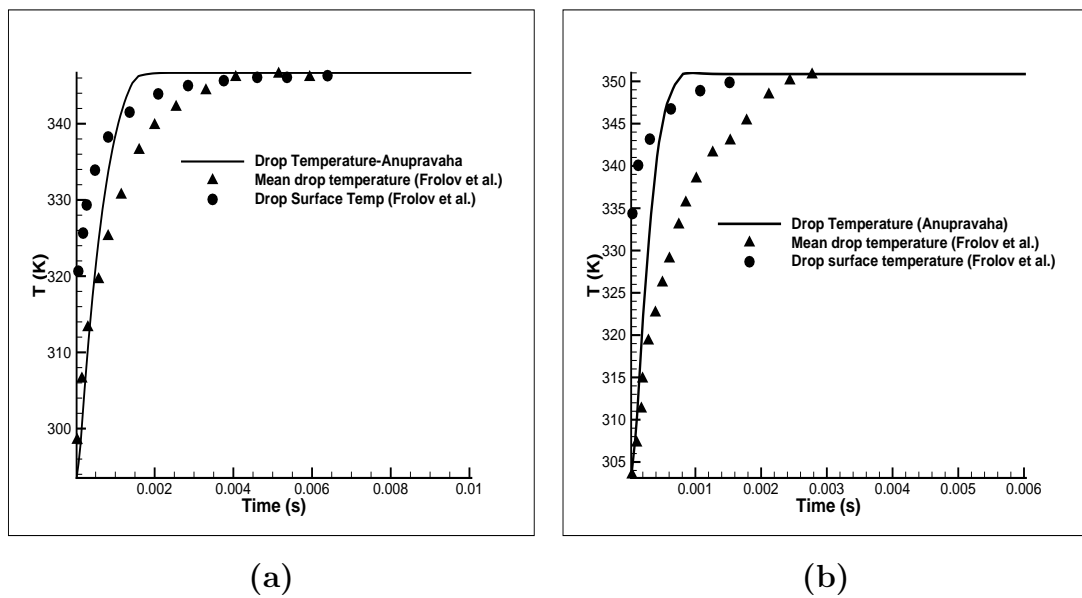 340
330
320
300
T (K)
Drop Temperature-Anupravaha
Mean drop temperature (Frolov et al.)
Drop Surface Temp (Frolov et al.)
0.002
0.004
0.006
0.01
Time (s)
(a)
350
345
340
335
330
325
320
315
310
305
T (K)
Drop Temperature (Anupravaha)
Mean drop temperature (Frolov et al.)
Drop surface temperature (Frolov et al.)
0.001
0.002
0.003
0.004
0.005
0.006
Time (s)
(b)